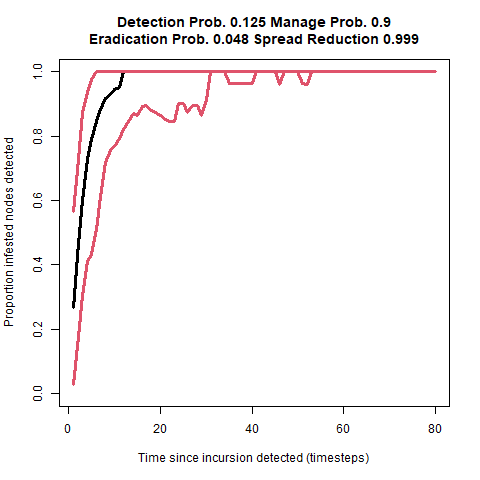 Detection Prob. 0.125 Manage Prob. 0.9
Eradication Prob. 0.048 Spread Reduction 0.999
Proportion infested nodes detected
1.0
0.8
0.6
0.4
0.2
0.0
0 20 40 60 80
Time since incursion detected (timesteps)